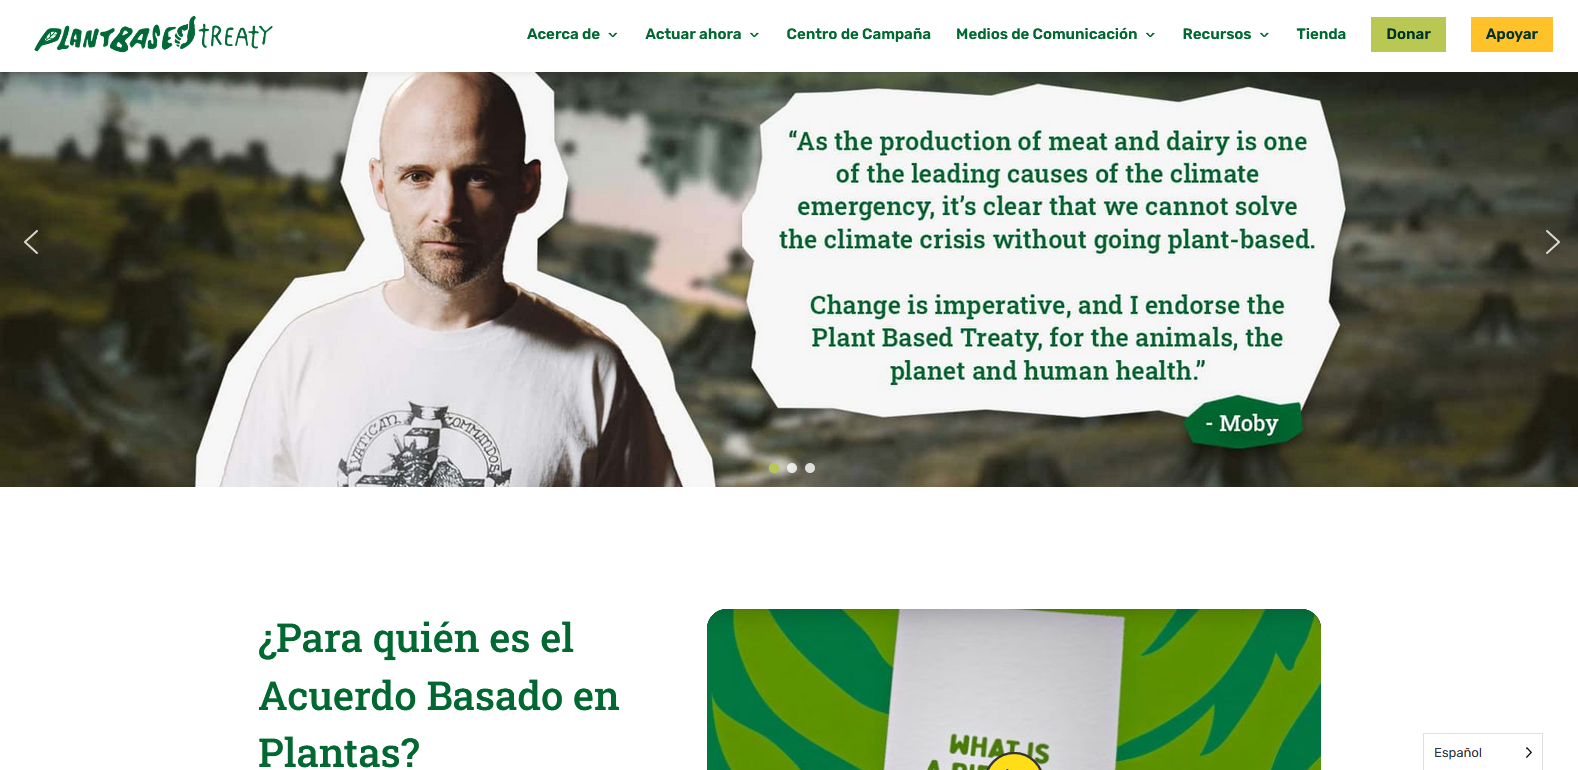 PLANTBASED TREATY
Acerca de
Actuar ahora
Centro de Campaña
Medios de Comunicación
Recursos
Tienda
Donar
Apoyar
“As the production of meat and dairy is one
of the leading causes of the climate
emergency, it’s clear that we cannot solve
the climate crisis without going plant-based.
Change is imperative, and I endorse the
Plant Based Treaty, for the animals, the
planet and human health.”
- Moby
VATICAN COMMANDOS
¿Para quién es el
Acuerdo Basado en
Plantas?
WHAT IS
Español